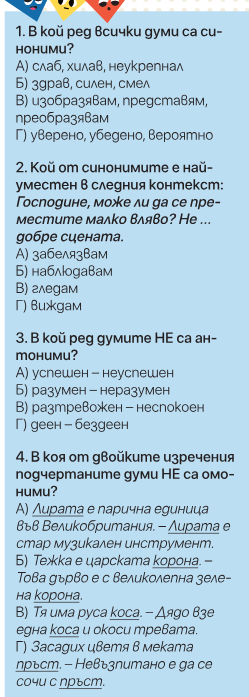 1. В кой ред всички думи са си-
ноними?
А) слаб, хилав, неукрепнал
Б) здрав, силен, смел
В) изобразявам, представям,
преобразявам
Г) уверено, убедено, вероятно
2. Кой от синонимите е най-
уместен в следния контекст:
Господине, може ли да се пре-
местите малко вляво? Не ...
добре сцената.
А) забелязвам
Б) наблюдавам
В) гледам
Г) виждам
3. В кой ред думите НЕ са ан-
тоними?
А) успешен – неуспешен
Б) разумен – неразумен
В) разтревожен – неспокоен
Г) деен – бездеен
4. В коя от двойките изречения
подчертаните думи НЕ са омо-
ними?
А) Лирата е парична единица
във Великобритания. – Лирата е
стар музикален инструмент.
Б) Тежка е царската корона. –
Това дърво е с великолепна зеле-
на корона.
В) Тя има руса коса. – Дядо взе
една коса и окоси тревата.
Г) Засадих цветя в меката
пръст. – Невъзпитано е да се
сочи с пръст.